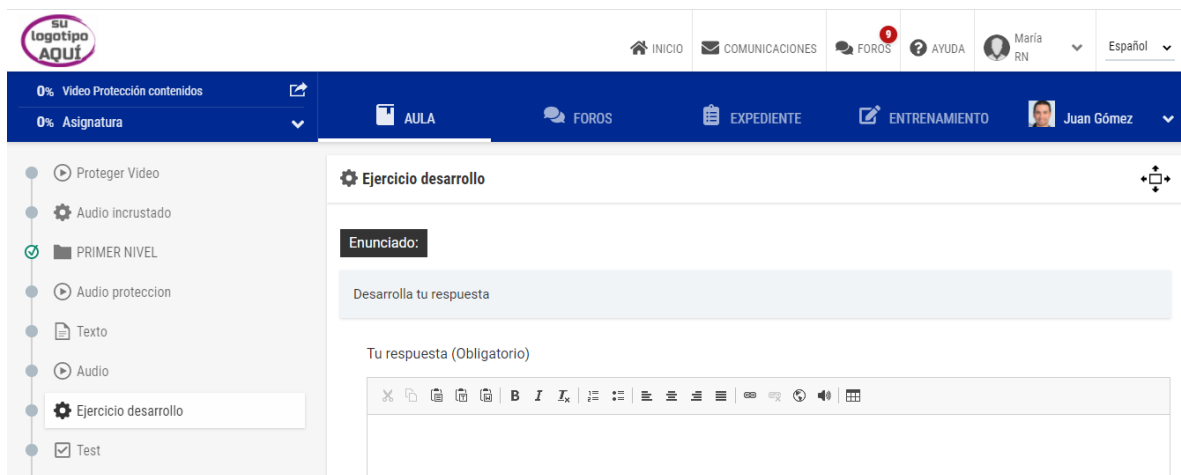 su
logotipo
AQUÍ
INICIO
COMUNICACIONES
FOROS
9
AYUDA
María
RN
Español
0% Video Protección contenidos
0% Asignatura
AULA
FOROS
EXPEDIENTE
ENTRENAMIENTO
Juan Gómez
Proteger Video
Audio incrustado
PRIMER NIVEL
Audio proteccion
Texto
Audio
Ejercicio desarrollo
Test
Ejercicio desarrollo
Enunciado:
Desarrolla tu respuesta
Tu respuesta (Obligatorio)
B I Ix